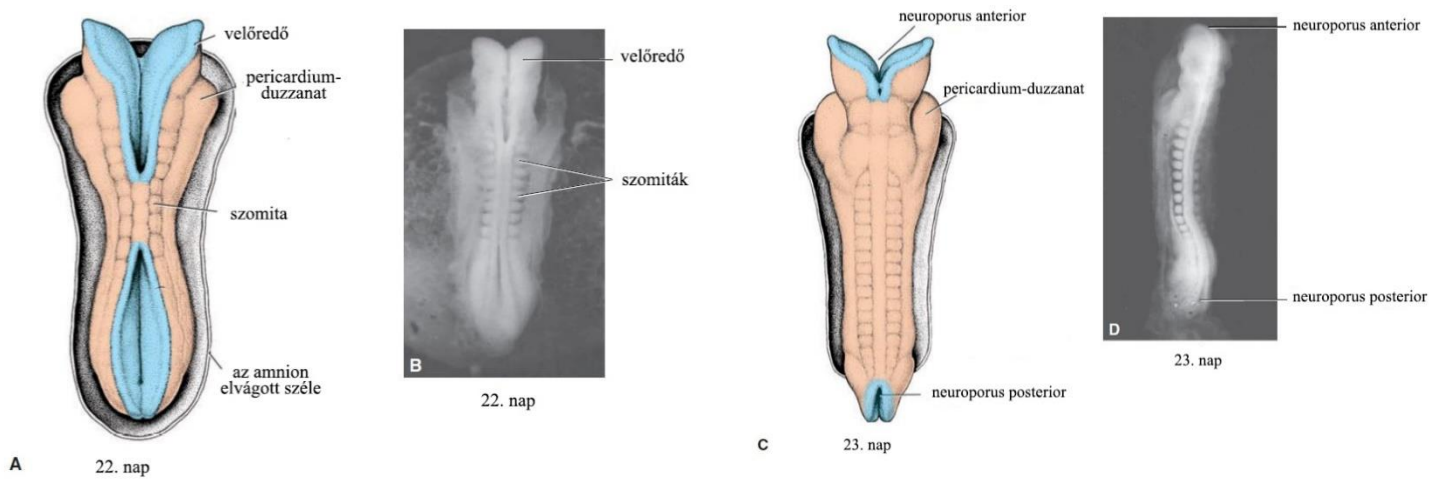 velőredő
pericardium-
duzzanat
szomita
az amnion
elvágott széle
A
22. nap
velőredő
szomiták
B
22. nap
neuroporus anterior
pericardium-duzzanat
neuroporus posterior
C
23. nap
neuroporus anterior
neuroporus posterior
D
23. nap